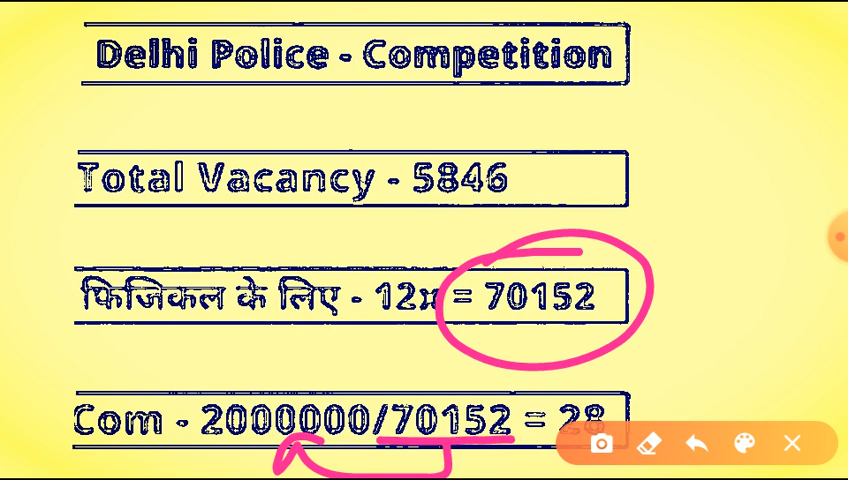 Delhi Police - Competition
Total Vacancy - 5846
फिजिकल के लिए - 12x = 70152
Com - 2000000/70152 = 28